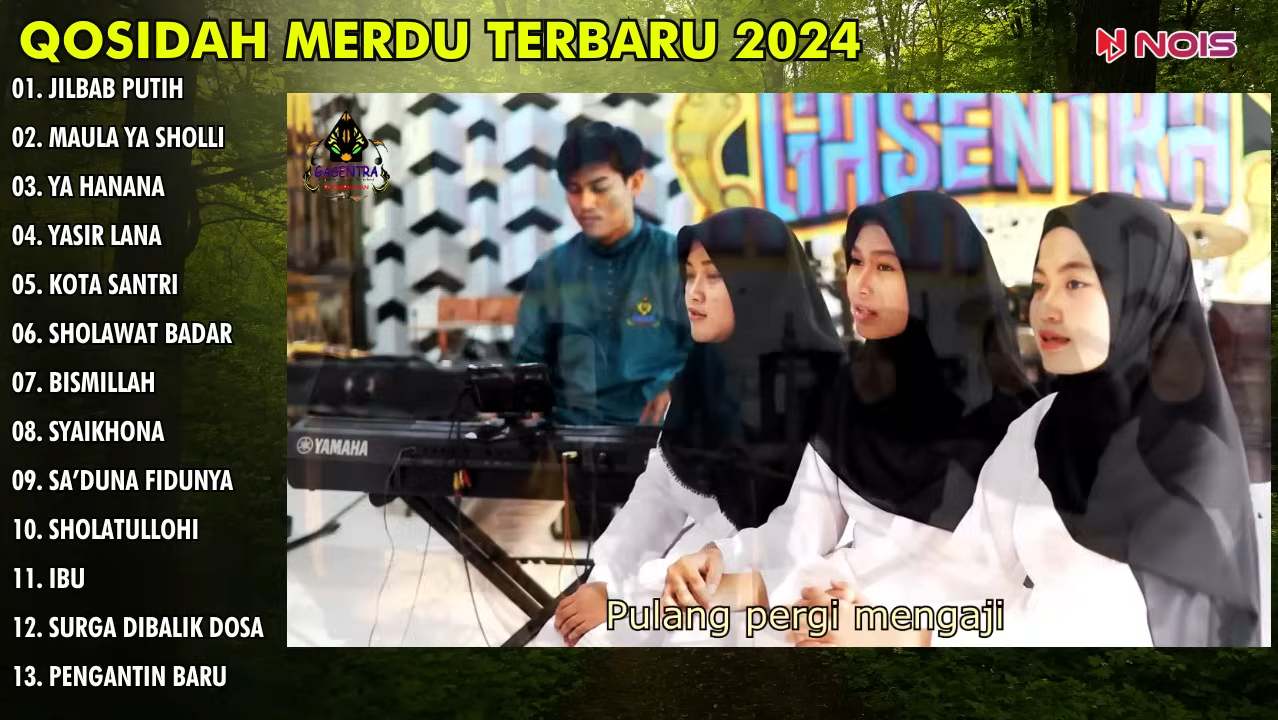 QOSIDAH MERDU TERBARU 2024
NOIS
01. JILBAB PUTIH
02. MAULA YA SHOLLI
03. YA HANANA
04. YASIR LANA
05. KOTA SANTRI
06. SHOLAWAT BADAR
07. BISMILLAH
08. SYAIKHONA
09. SA’DUNA FIDUNYA
10. SHOLATULLOHI
11. IBU
12. SURGA DIBALIK DOSA
13. PENGANTIN BARU
GASENTRA
GASENTRA
YAMAHA
Pulang pergi mengaji